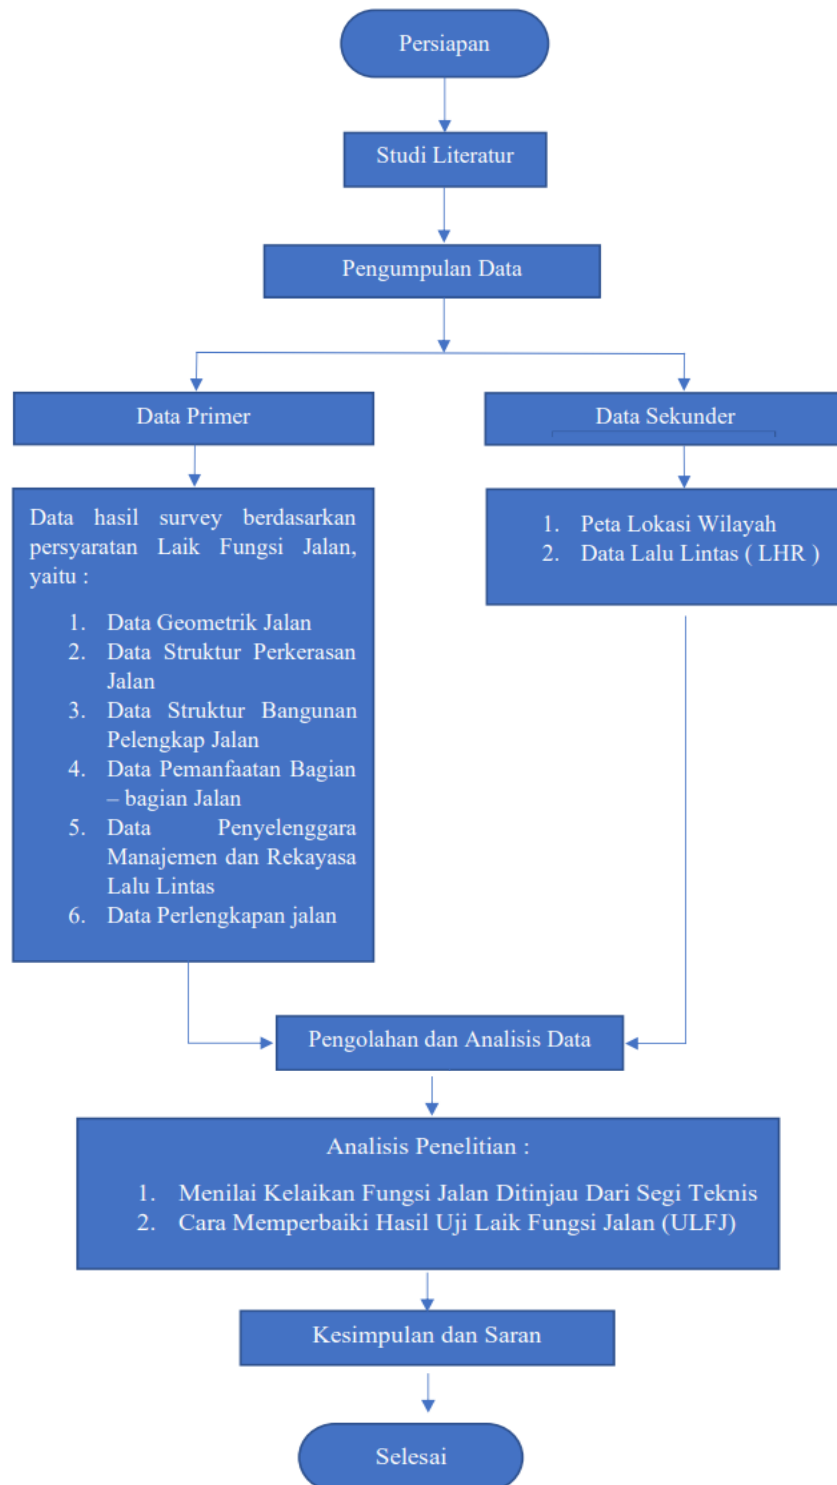 Persiapan
Studi Literatur
Pengumpulan Data
Data Primer
Data Sekunder
Data hasil survey berdasarkan
persyaratan Laik Fungsi Jalan,
yaitu :
1. Data Geometrik Jalan
2. Data Struktur Perkerasan
Jalan
3. Data Struktur Bangunan
Pelengkap Jalan
4. Data Pemanfaatan Bagian
– bagian Jalan
5. Data Penyelenggara
Manajemen dan Rekayasa
Lalu Lintas
6. Data Perlengkapan jalan
1. Peta Lokasi Wilayah
2. Data Lalu Lintas ( LHR )
Pengolahan dan Analisis Data
Analisis Penelitian :
1. Menilai Kelaikan Fungsi Jalan Ditinjau Dari Segi Teknis
2. Cara Memperbaiki Hasil Uji Laik Fungsi Jalan (ULFJ)
Kesimpulan dan Saran
Selesai